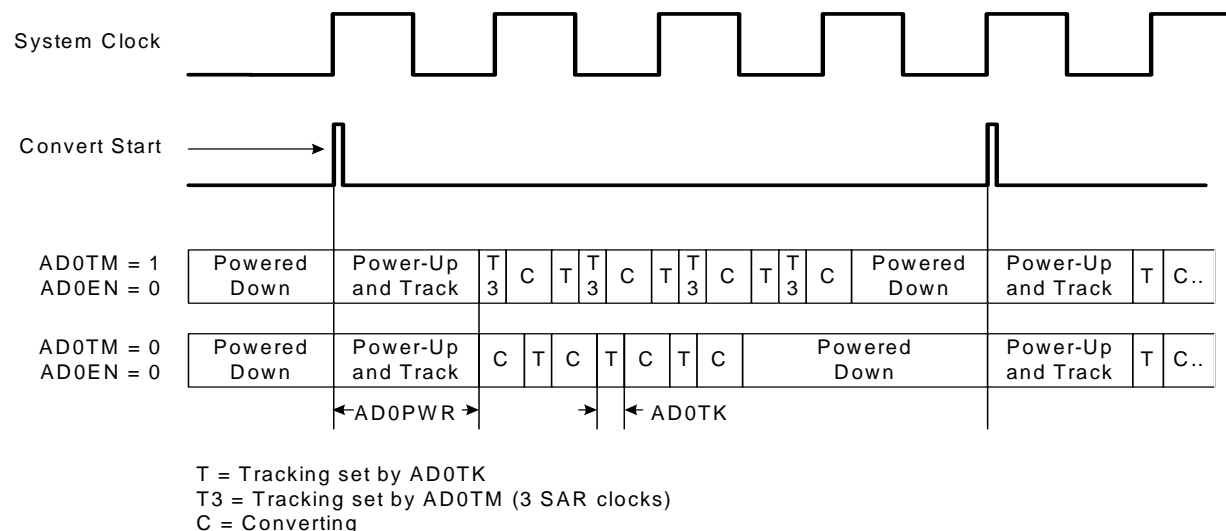 System Clock
Convert Start
AD0TM = 1
AD0EN = 0
Powered
Down
Power-Up
and Track
T
3
C
T
T
3
C
T
T
3
C
T
T
3
C
Powered
Down
Power-Up
and Track
T
C..
AD0TM = 0
AD0EN = 0
Powered
Down
Power-Up
and Track
C
T
C
T
C
T
C
Powered
Down
Power-Up
and Track
T
C..
AD0PWR
AD0TK
T = Tracking set by AD0TK
T3 = Tracking set by AD0TM (3 SAR clocks)
C = Converting